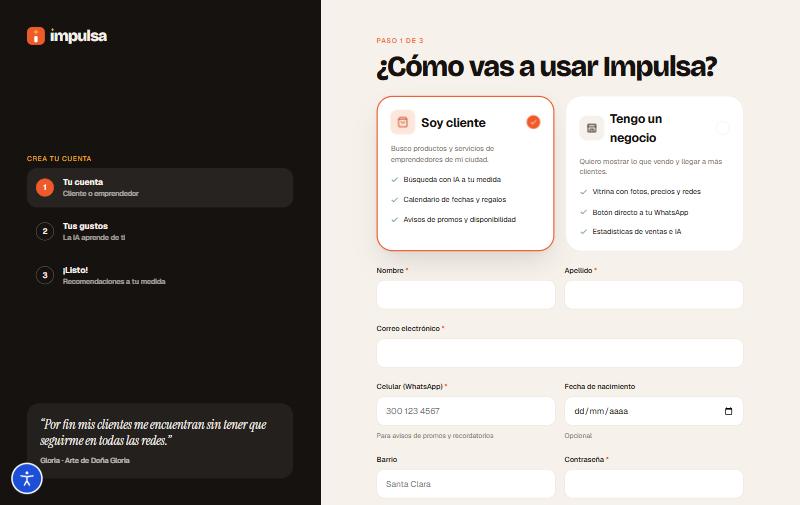 impulsa
CREA TU CUENTA
1
Tu cuenta
Cliente o emprendedor
2
Tus gustos
La IA aprende de ti
3
¡Listo!
Recomendaciones a tu medida
“Por fin mis clientes me encuentran sin tener que
seguirme en todas las redes.”
Gloria · Arte de Doña Gloria
PASO 1 DE 3
¿Cómo vas a usar Impulsa?
Soy cliente
Busco productos y servicios de
emprendedores de mi ciudad.
Búsqueda con IA a tu medida
Calendario de fechas y regalos
Avisos de promos y disponibilidad
Tengo un
negocio
Quiero mostrar lo que vendo y llegar a más
clientes.
Vitrina con fotos, precios y redes
Botón directo a tu WhatsApp
Estadísticas de ventas e IA
Nombre *
Apellido *
Correo electrónico *
Celular (WhatsApp) *
Fecha de nacimiento
300 123 4567
dd/mm/aaaa
Para avisos de promos y recordatorios
Opcional
Barrio
Contraseña *
Santa Clara